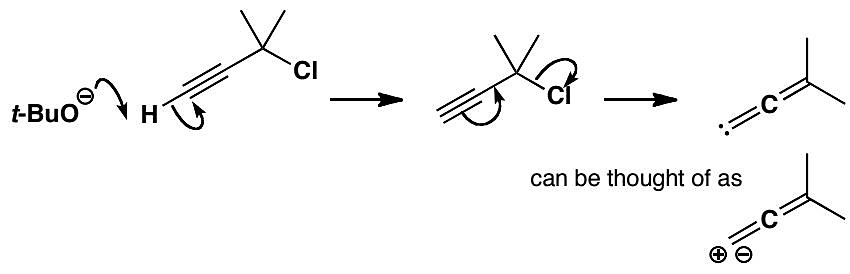 t-BuO⊖ H Cl
Cl
C
:
can be thought of as
C
⊕ ⊖